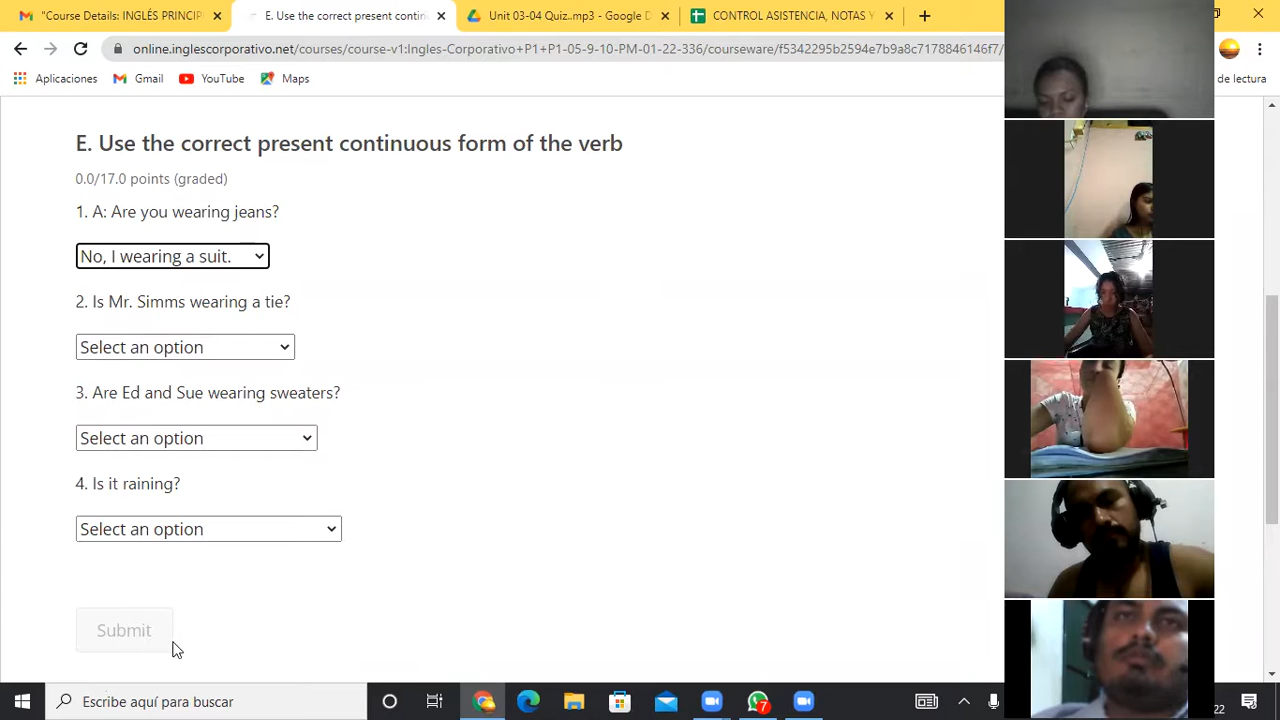 "Course Details: INGLÉS PRINCIP
E. Use the correct present contin
Unit 03-04 Quiz..mp3 - Google D
CONTROL ASISTENCIA, NOTAS Y
online.inglescorporativo.net/courses/course-v1:Ingles-Corporativo+P1+P1-05-9-10-PM-01-22-336/courseware/f5342295b2594e7b9a8c7178846146f7/
Aplicaciones
Gmail
YouTube
Maps
de lectura
E. Use the correct present continuous form of the verb
0.0/17.0 points (graded)
1. A: Are you wearing jeans?
No, I wearing a suit.
2. Is Mr. Simms wearing a tie?
Select an option
3. Are Ed and Sue wearing sweaters?
Select an option
4. Is it raining?
Select an option
Submit
Escribe aquí para buscar
7
22